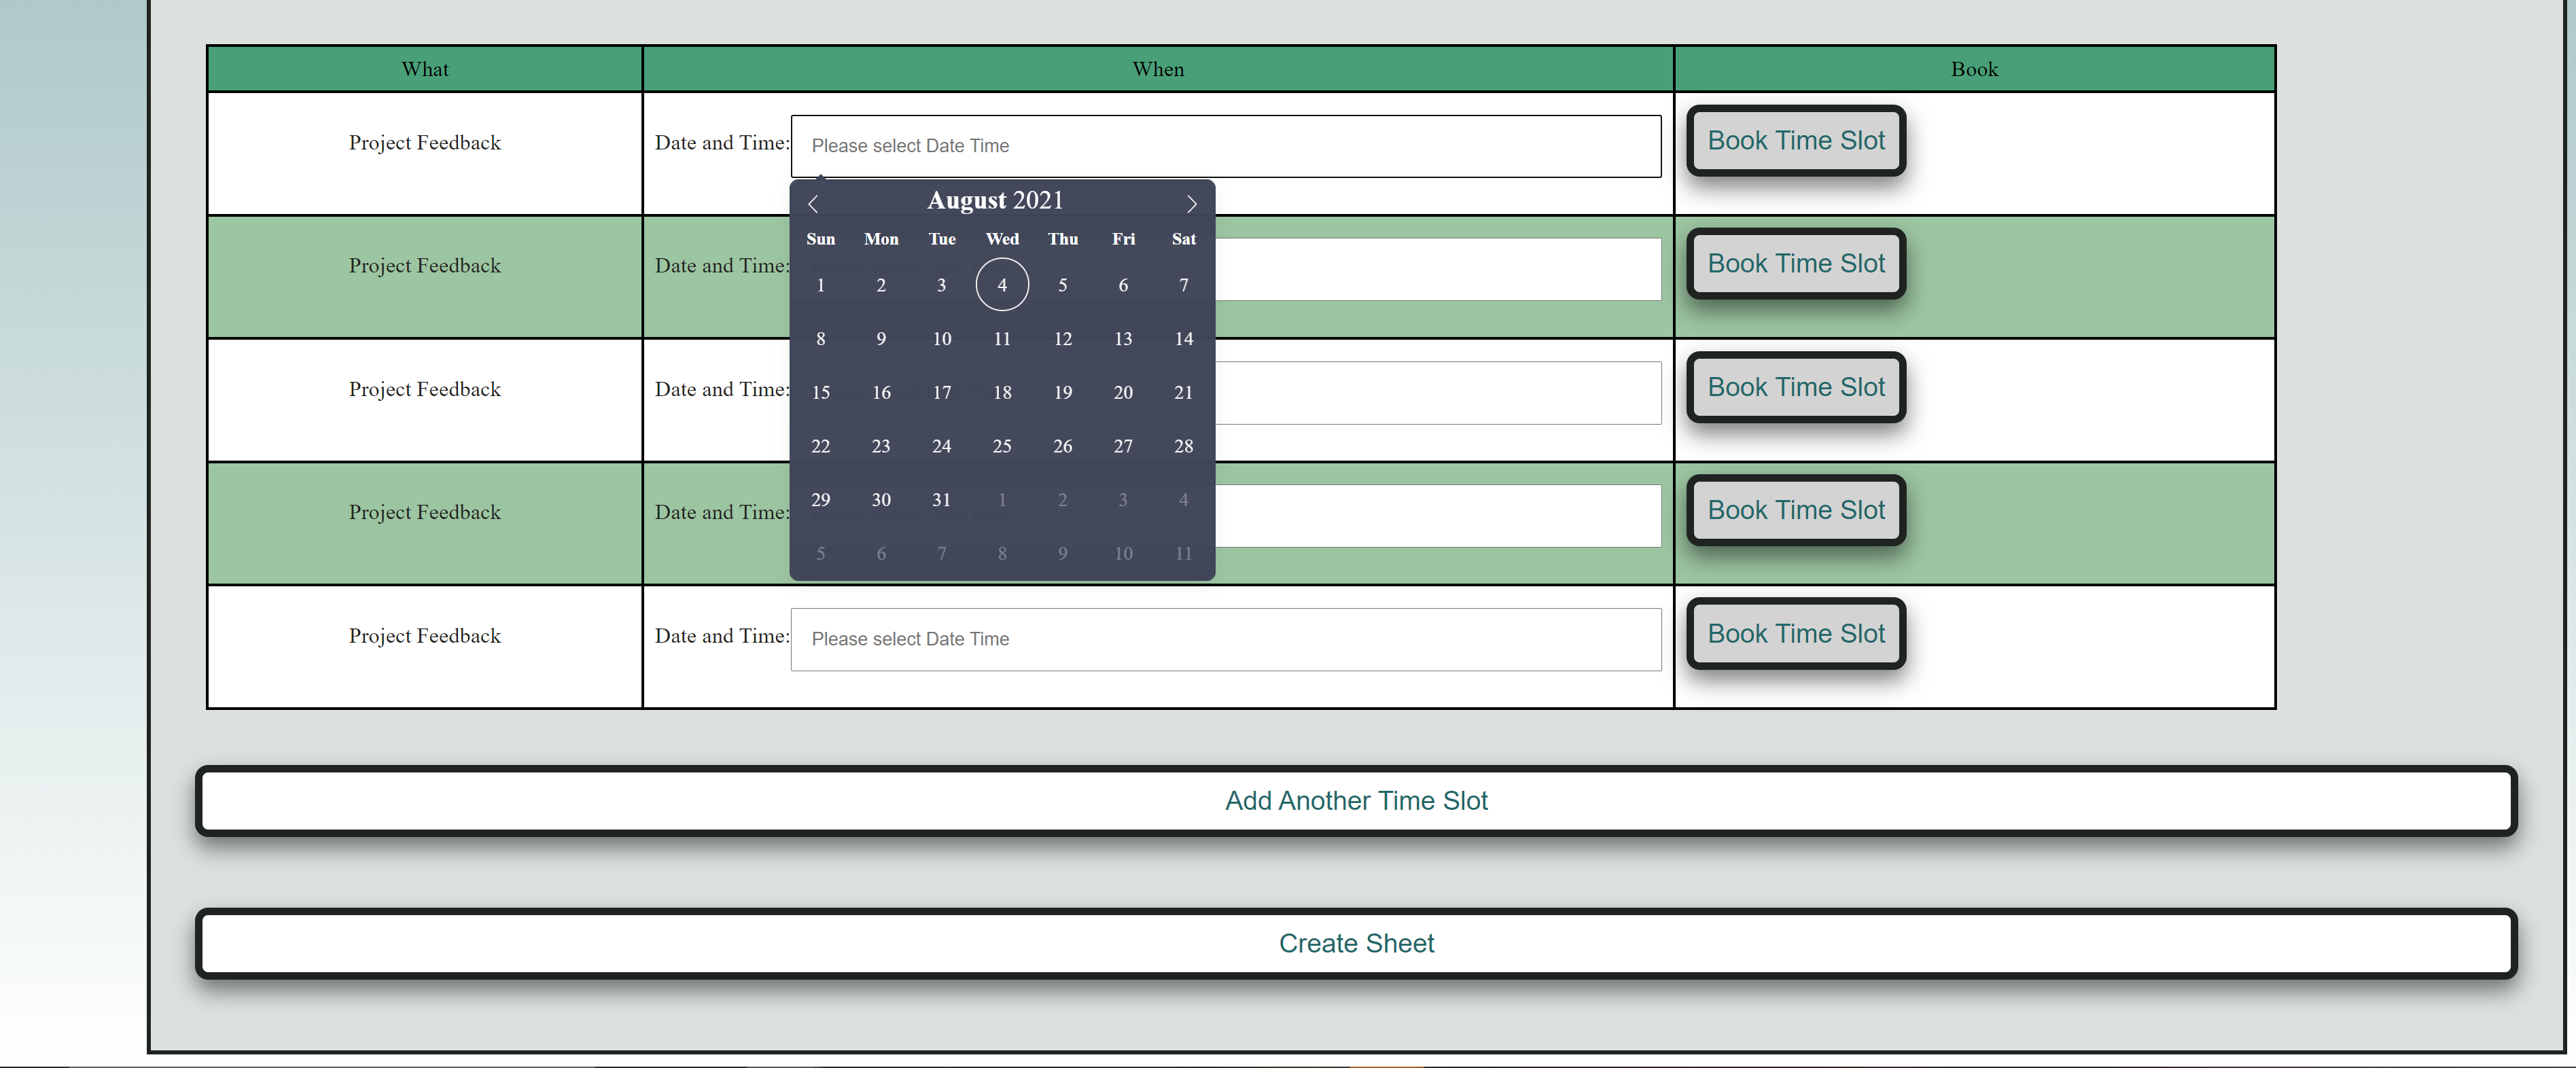 What When Book
Project Feedback Date and Time: Please select Date Time Book Time Slot
August 2021
Sun Mon Tue Wed Thu Fri Sat
Project Feedback Date and Time: Book Time Slot
1 2 3 4 5 6 7
8 9 10 11 12 13 14
Project Feedback Date and Time: Book Time Slot
15 16 17 18 19 20 21
22 23 24 25 26 27 28
29 30 31 1 2 3 4
Project Feedback Date and Time: Book Time Slot
5 6 7 8 9 10 11
Project Feedback Date and Time: Please select Date Time Book Time Slot
Add Another Time Slot
Create Sheet